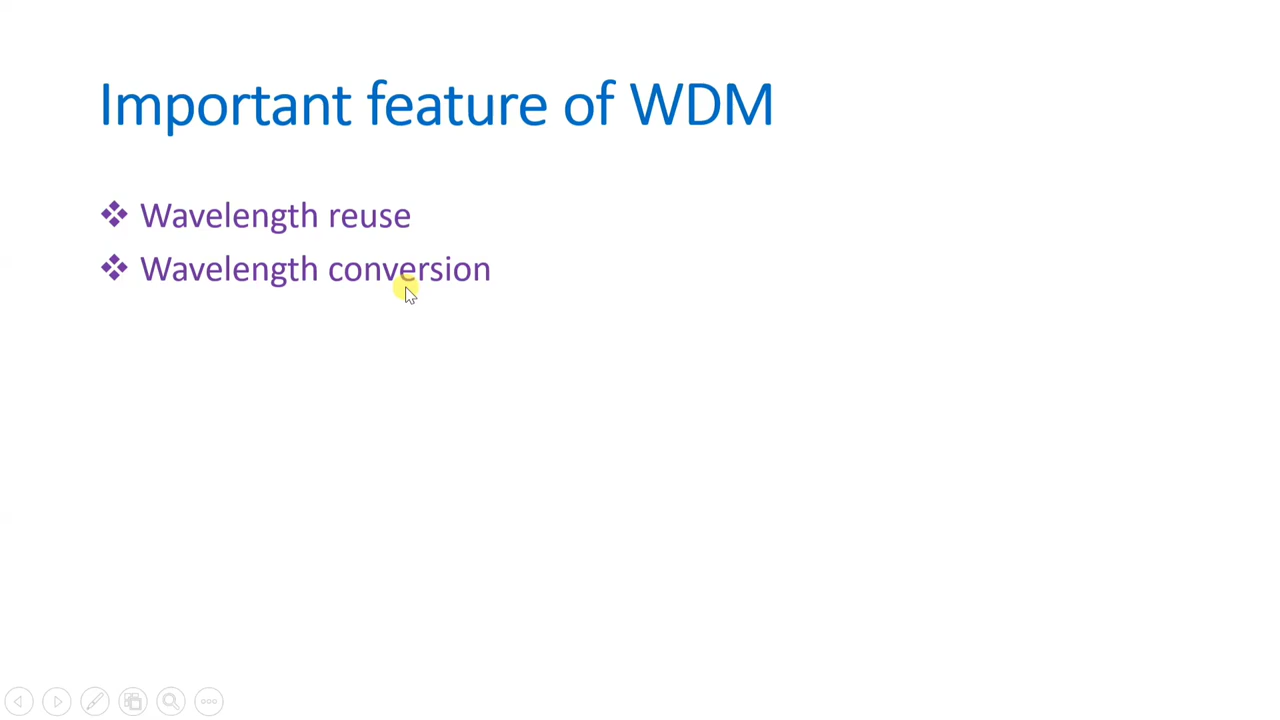 Important feature of WDM
Wavelength reuse
Wavelength conversion